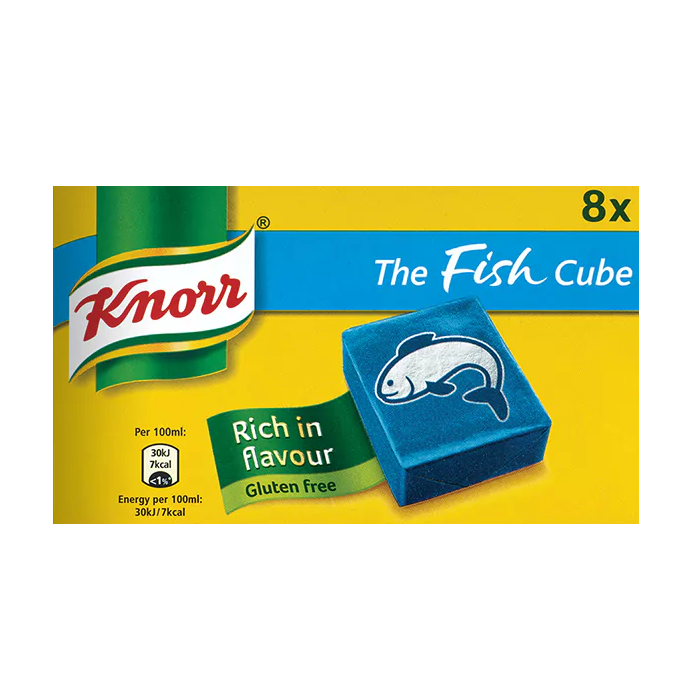 8x
The Fish Cube
Knorr®
Rich in
flavour
Gluten free
Per 100ml:
30kJ
7kcal
<1%*
Energy per 100ml:
30kJ/7kcal